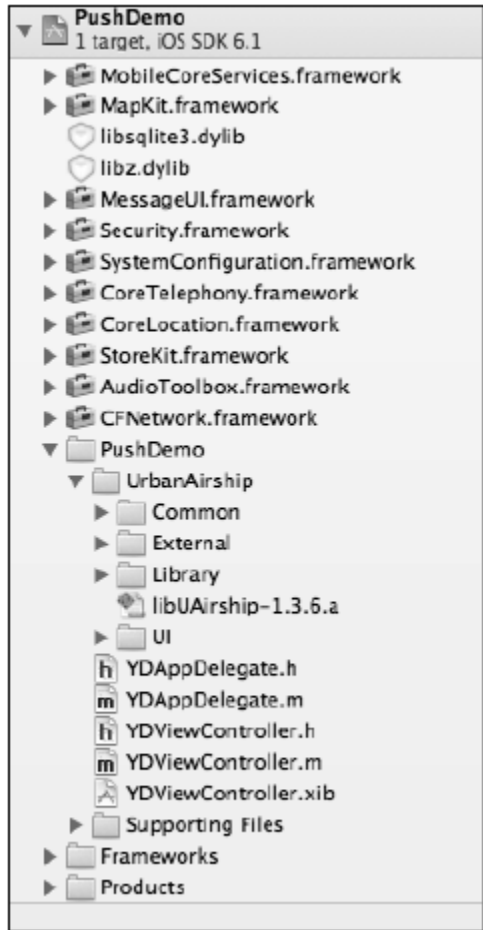 PushDemo
1 target, iOS SDK 6.1
MobileCoreServices.framework
MapKit.framework
libsqlite3.dylib
libz.dylib
MessageUI.framework
Security.framework
SystemConfiguration.framework
CoreTelephony.framework
CoreLocation.framework
StoreKit.framework
AudioToolbox.framework
CFNetwork.framework
PushDemo
UrbanAirship
Common
External
Library
libUAirship-1.3.6.a
UI
h YDAppDelegate.h
m YDAppDelegate.m
h YDViewController.h
m YDViewController.m
YDViewController.xib
Supporting Files
Frameworks
Products